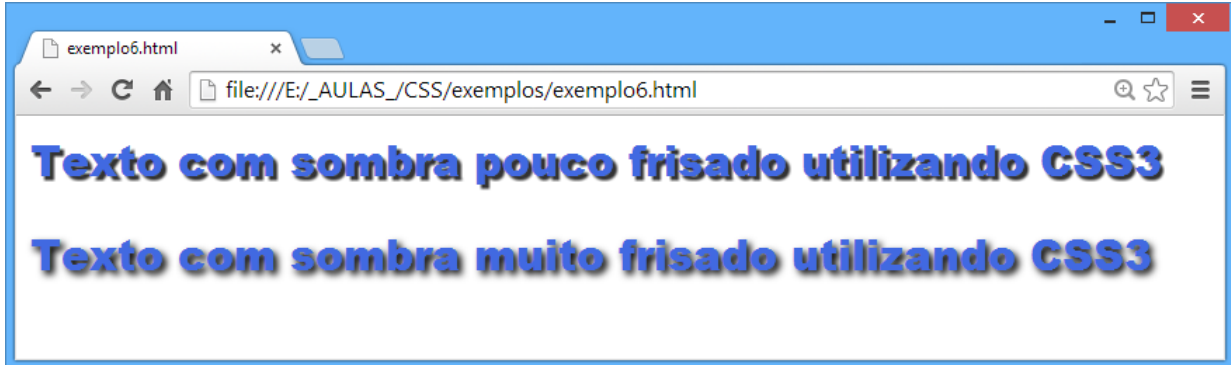 exemplo6.html
file:///E:/_AULAS_/CSS/exemplos/exemplo6.html
Texto com sombra pouco frisado utilizando CSS3
Texto com sombra muito frisado utilizando CSS3